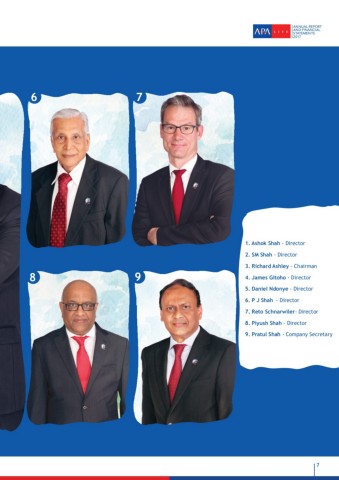 APA LIFE
ANNUAL REPORT
AND FINANCIAL
STATEMENTS
2017
6
7
8
9
1. Ashok Shah - Director
2. SM Shah - Director
3. Richard Ashley - Chairman
4. James Gitoho - Director
5. Daniel Ndonye - Director
6. P J Shah - Director
7. Reto Schnarwiler- Director
8. Piyush Shah - Director
9. Pratul Shah - Company Secretary
7